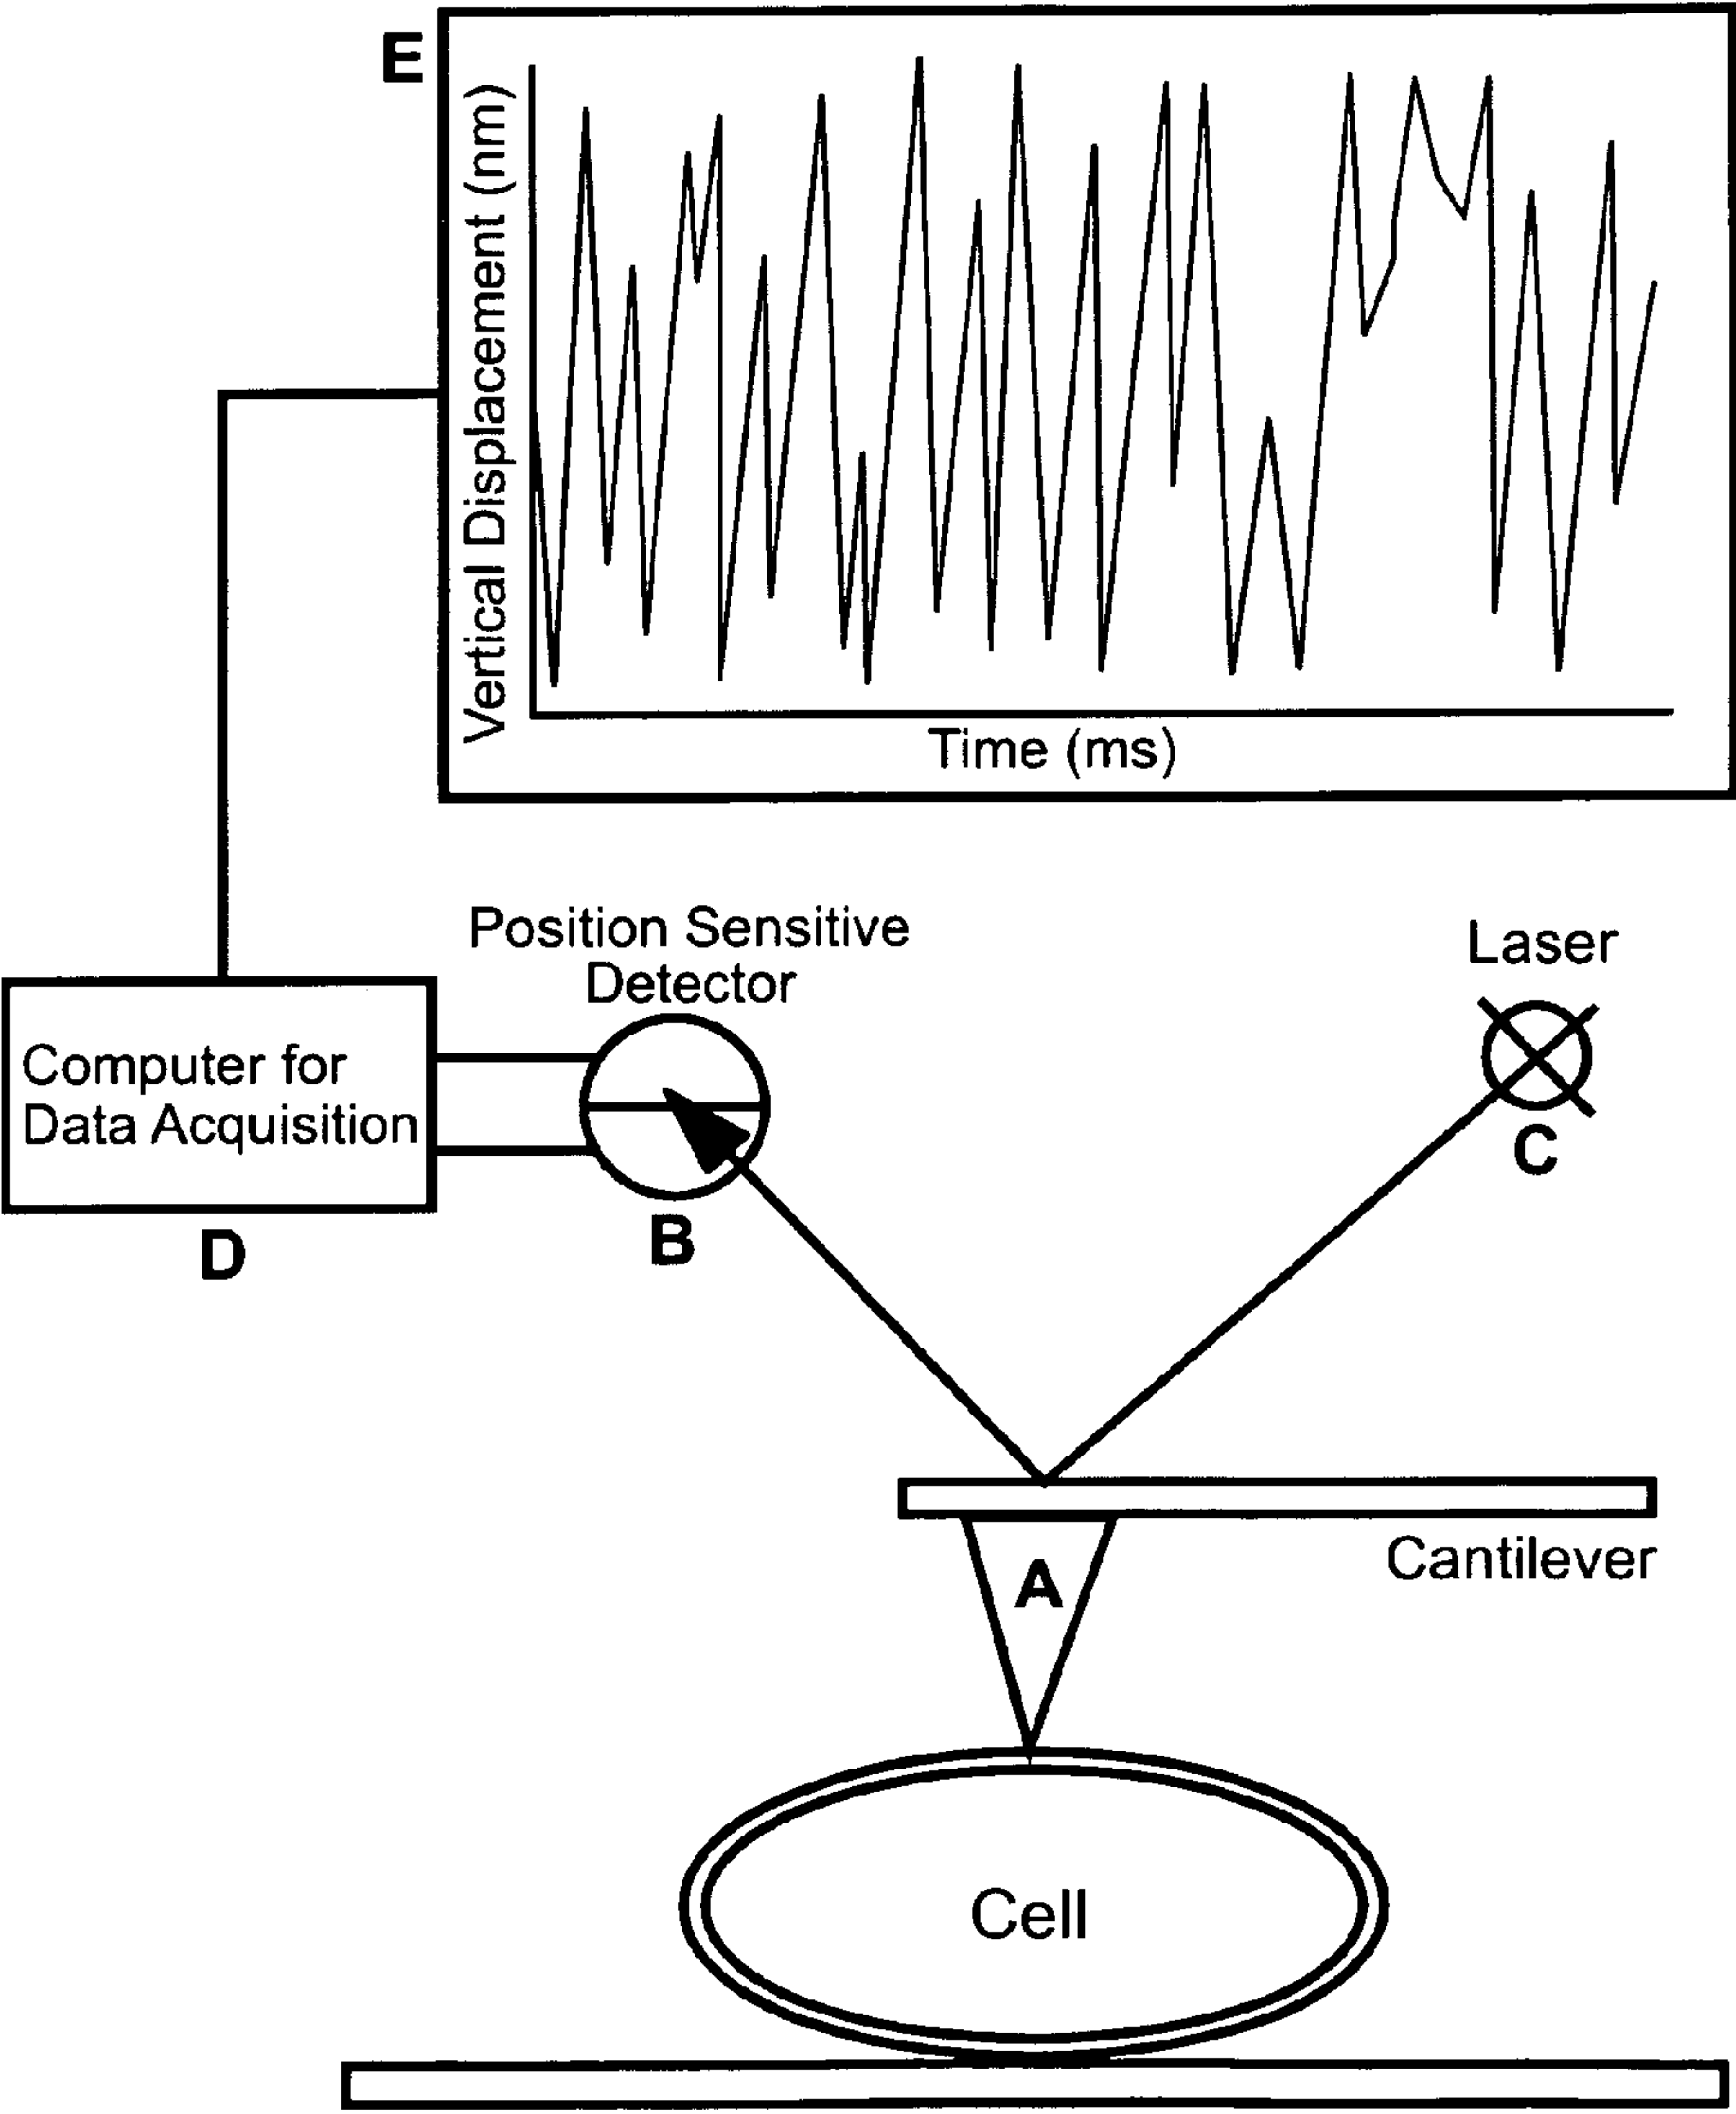 E
Vertical Displacement (nm)
Time (ms)
Position Sensitive
Detector
Laser
Computer for
Data Acquisition
C
B
D
Cantilever
A
Cell